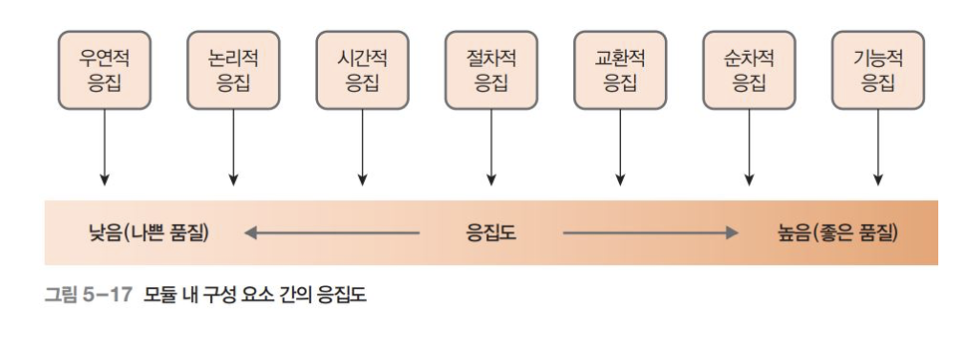 우연적
응집
논리적
응집
시간적
응집
절차적
응집
교환적
응집
순차적
응집
기능적
응집
낮음(나쁜 품질)
응집도
높음(좋은 품질)
그림 5-17 모듈 내 구성 요소 간의 응집도